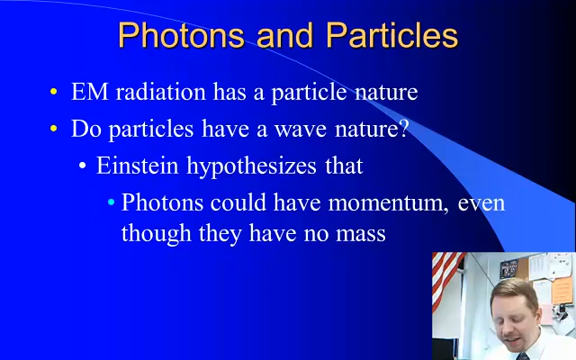 Photons and Particles
• EM radiation has a particle nature
• Do particles have a wave nature?
• Einstein hypothesizes that
• Photons could have momentum, even
though they have no mass